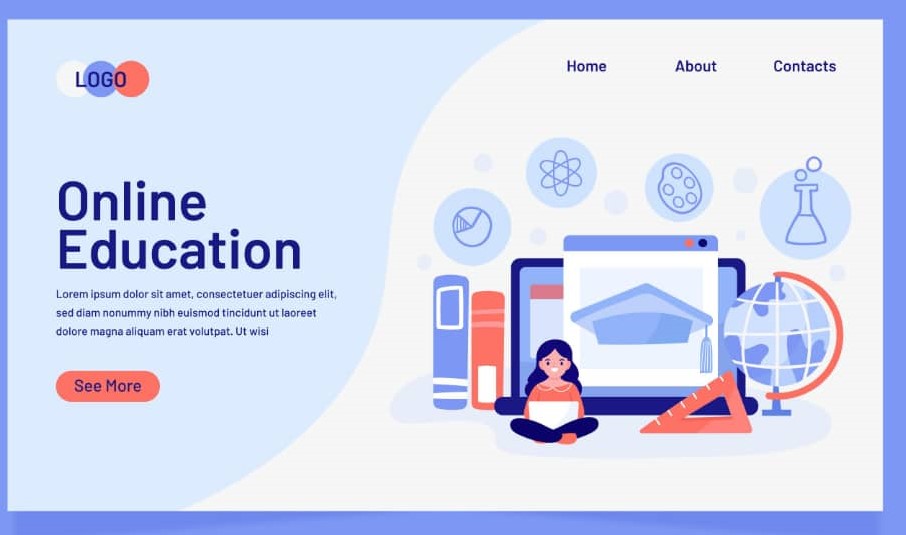 LOGO
Home
About
Contacts
Online
Education
Lorem ipsum dolor sit amet, consectetuer adipiscing elit,
sed diam nonummy nibh euismod tincidunt ut laoreet
dolore magna aliquam erat volutpat. Ut wisi
See More